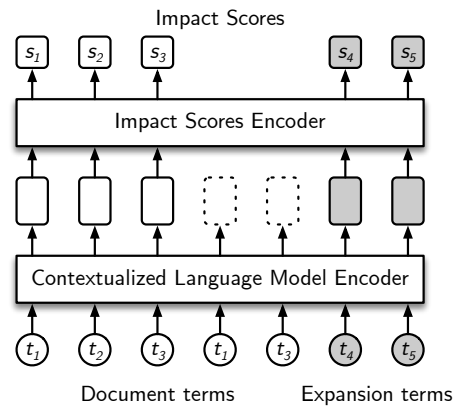 Impact Scores
s1 s2 s3 s4 s5
Impact Scores Encoder
Contextualized Language Model Encoder
t1 t2 t3 t1 t3 t4 t5
Document terms Expansion terms